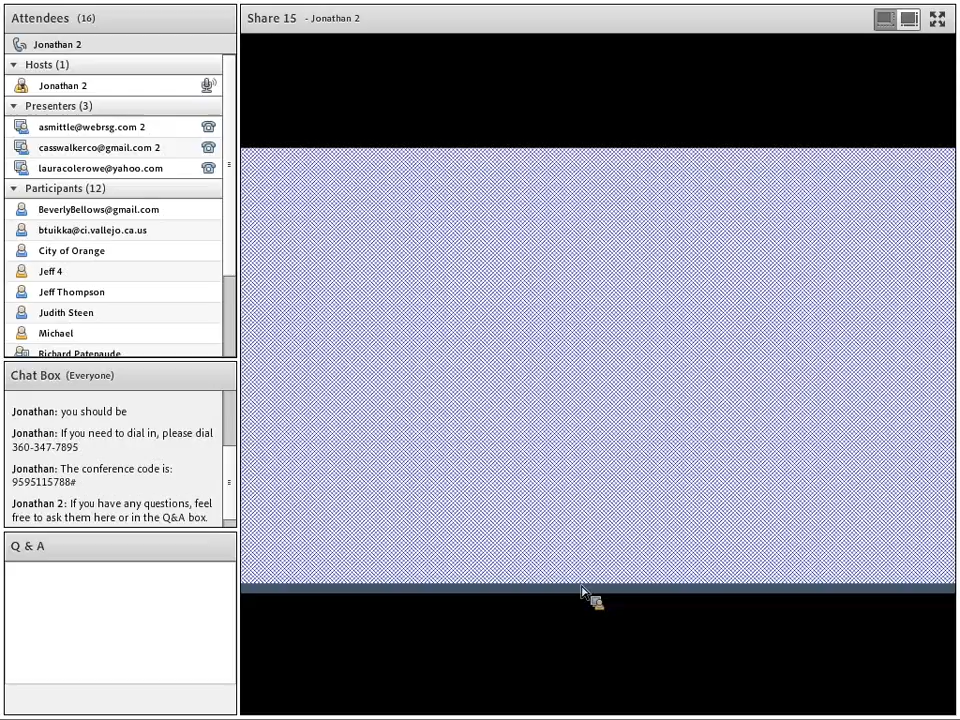 Attendees (16)
Jonathan 2
Hosts (1)
Jonathan 2
Presenters (3)
asmittle@webrsg.com 2
casswalkerco@gmail.com 2
lauracolerowe@yahoo.com
Participants (12)
BeverlyBellows@gmail.com
btuikka@ci.vallejo.ca.us
City of Orange
Jeff 4
Jeff Thompson
Judith Steen
Michael
Richard Patenaude
Chat Box (Everyone)
Jonathan: you should be
Jonathan: If you need to dial in, please dial
360-347-7895
Jonathan: The conference code is:
9595115788#
Jonathan 2: If you have any questions, feel
free to ask them here or in the Q&A box.
Q & A
Share 15 - Jonathan 2